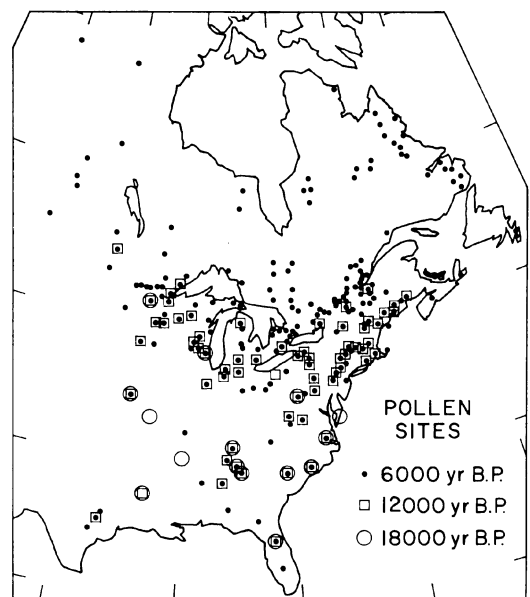 POLLEN
SITES
6000 yr B.P.
12000 yr B.P.
18000 yr B.P.